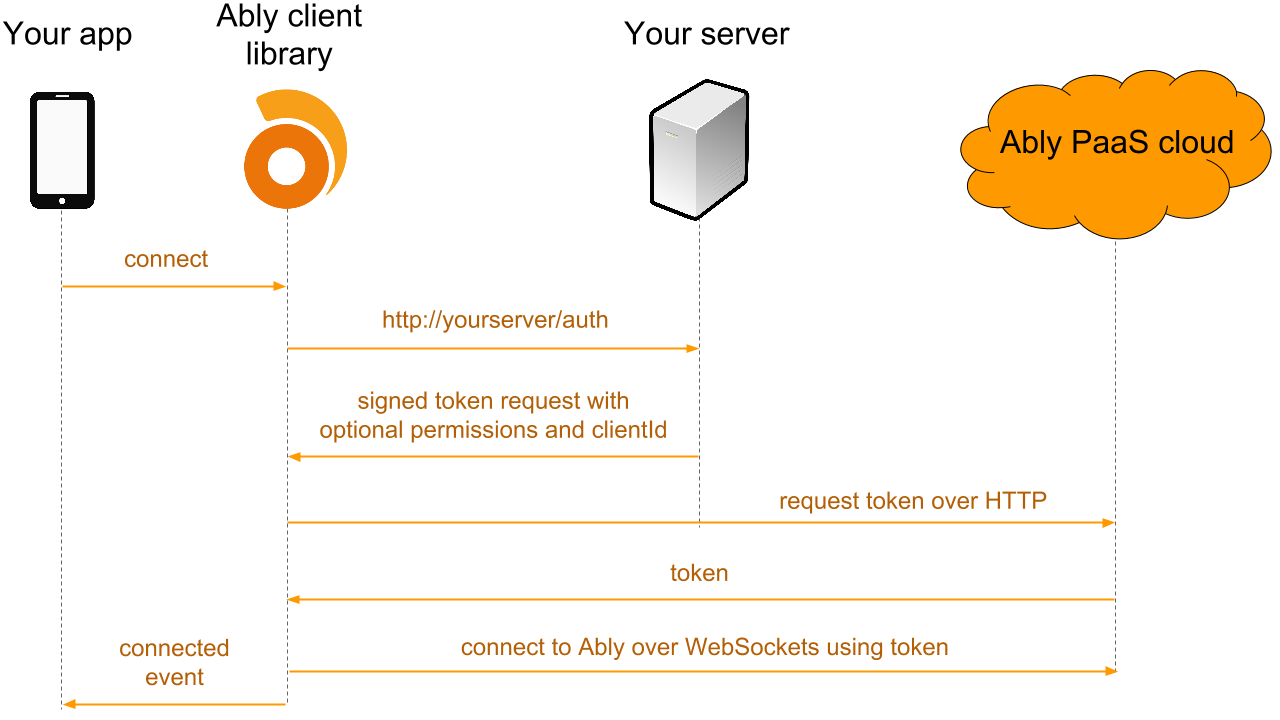 Your app
Ably client
library
Your server
Ably PaaS cloud
connect
http://yourserver/auth
signed token request with
optional permissions and clientId
request token over HTTP
token
connected
event
connect to Ably over WebSockets using token